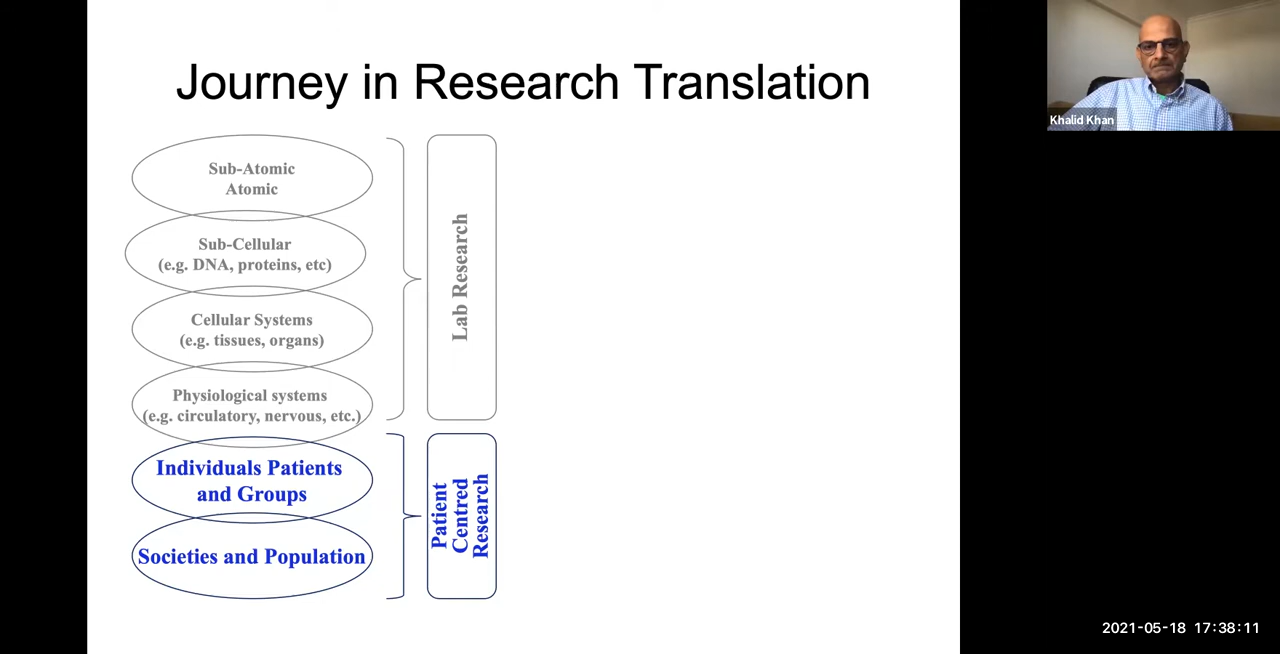 Journey in Research Translation
Sub-Atomic
Atomic
Sub-Cellular
(e.g. DNA, proteins, etc)
Cellular Systems
(e.g. tissues, organs)
Physiological systems
(e.g. circulatory, nervous, etc.)
Individuals Patients
and Groups
Societies and Population
Lab Research
Patient
Centred
Research
Khalid Khan
2021-05-18 17:38:11